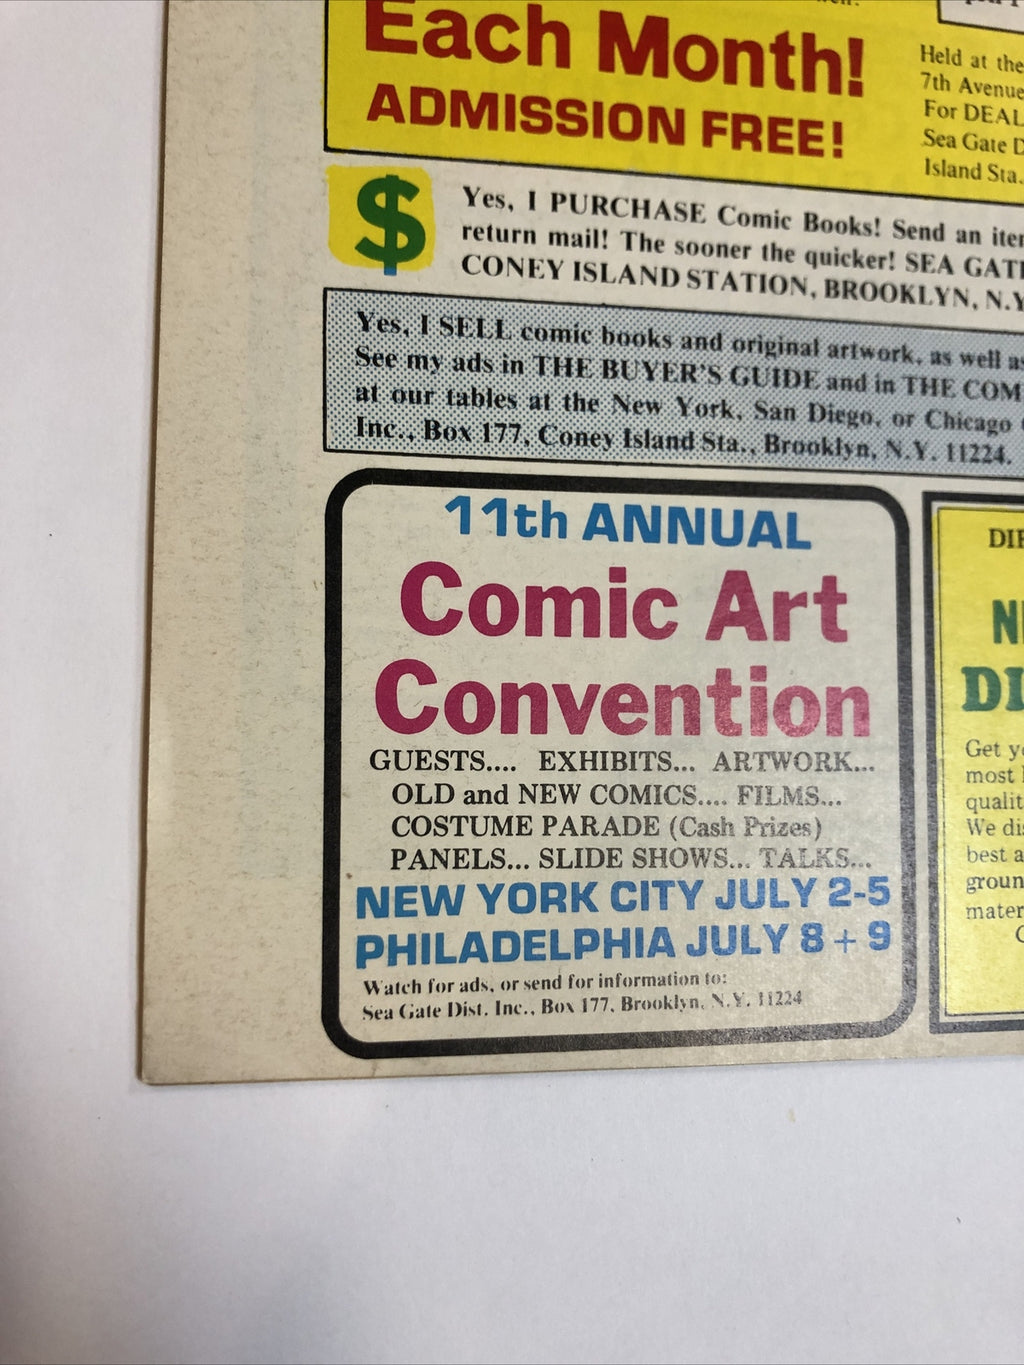 Each Month!
ADMISSION FREE!
Held at the
7th Avenue
For DEAL
Sea Gate D
Island Sta.
$
Yes, I PURCHASE Comic Books! Send an iter
return mail! The sooner the quicker! SEA GATE
CONEY ISLAND STATION, BROOKLYN, N.Y
Yes, I SELL comic books and original artwork, as well as
See my ads in THE BUYER'S GUIDE and in THE COM
at our tables at the New York, San Diego, or Chicago
Inc., Box 177, Coney Island Sta., Brooklyn, N.Y. 11224.
11th ANNUAL
Comic Art
Convention
GUESTS.... EXHIBITS... ARTWORK...
OLD and NEW COMICS.... FILMS...
COSTUME PARADE (Cash Prizes)
PANELS... SLIDE SHOWS... TALKS...
NEW YORK CITY JULY 2-5
PHILADELPHIA JULY 8 + 9
Watch for ads, or send for information to:
Sea Gate Dist. Inc., Box 177, Brooklyn, N.Y. 11224
DI
Get y
most
qualit
We dis
best a
groun
mater